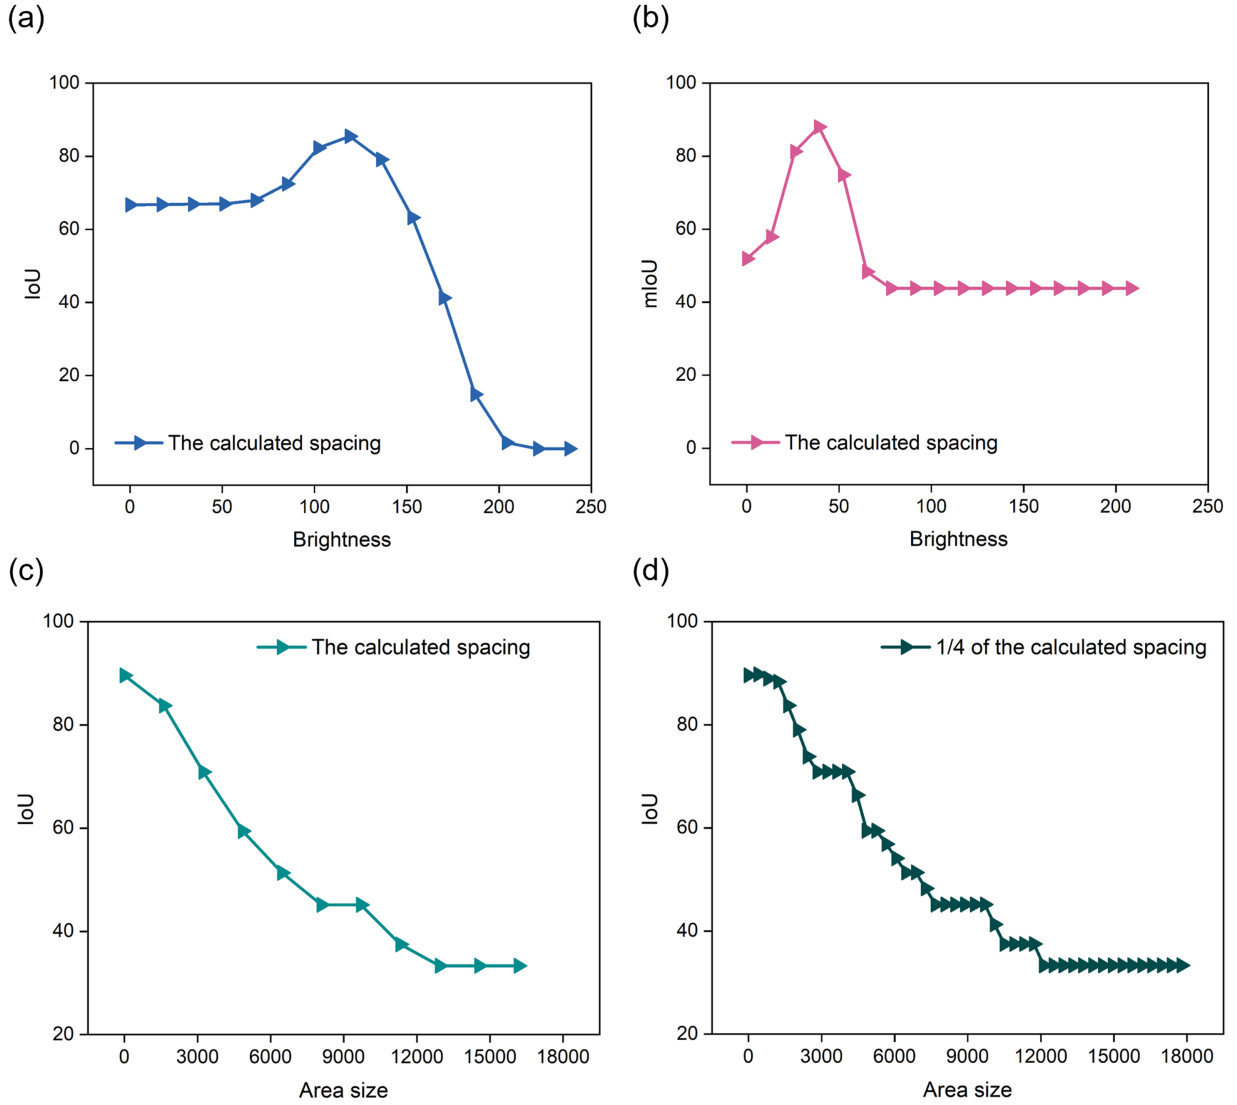 (a)
100
80
60
40
20
0
IoU
The calculated spacing
0 50 100 150 200 250
Brightness
(b)
100
80
60
40
20
0
mIoU
The calculated spacing
0 50 100 150 200 250
Brightness
(c)
100
80
60
40
20
IoU
The calculated spacing
0 3000 6000 9000 12000 15000 18000
Area size
(d)
100
80
60
40
20
IoU
1/4 of the calculated spacing
0 3000 6000 9000 12000 15000 18000
Area size